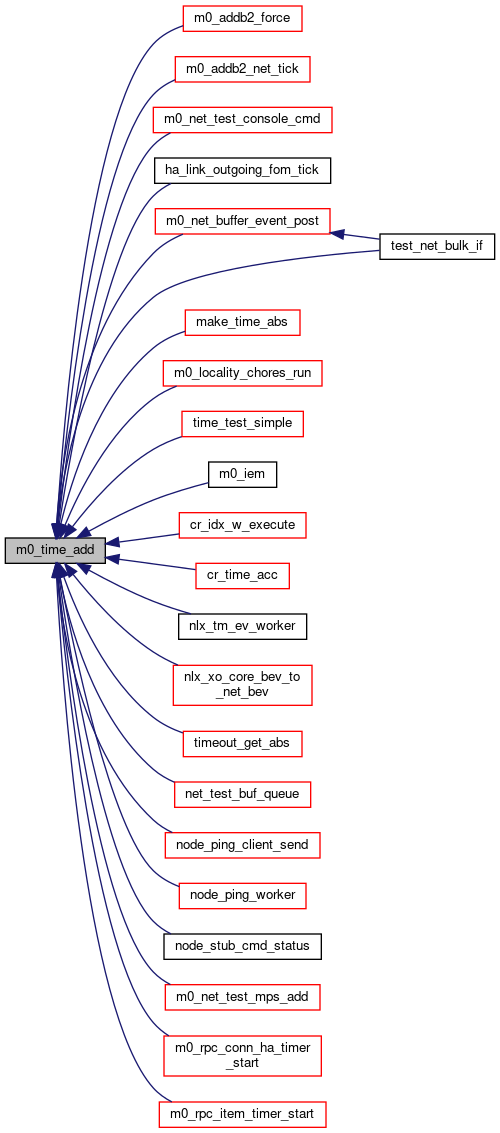 m0_addb2_force
m0_addb2_net_tick
m0_net_test_console_cmd
ha_link_outgoing_fom_tick
m0_net_buffer_event_post
test_net_bulk_if
make_time_abs
m0_locality_chores_run
time_test_simple
m0_iem
cr_idx_w_execute
m0_time_add
cr_time_acc
nlx_tm_ev_worker
nlx_xo_core_bev_to
_net_bev
timeout_get_abs
net_test_buf_queue
node_ping_client_send
node_ping_worker
node_stub_cmd_status
m0_net_test_mps_add
m0_rpc_conn_ha_timer
_start
m0_rpc_item_timer_start